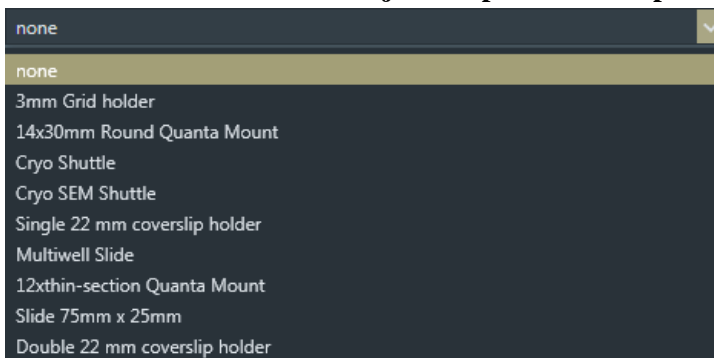 none
none
3mm Grid holder
14x30mm Round Quanta Mount
Cryo Shuttle
Cryo SEM Shuttle
Single 22 mm coverslip holder
Multiwell Slide
12xthin-section Quanta Mount
Slide 75mm x 25mm
Double 22 mm coverslip holder